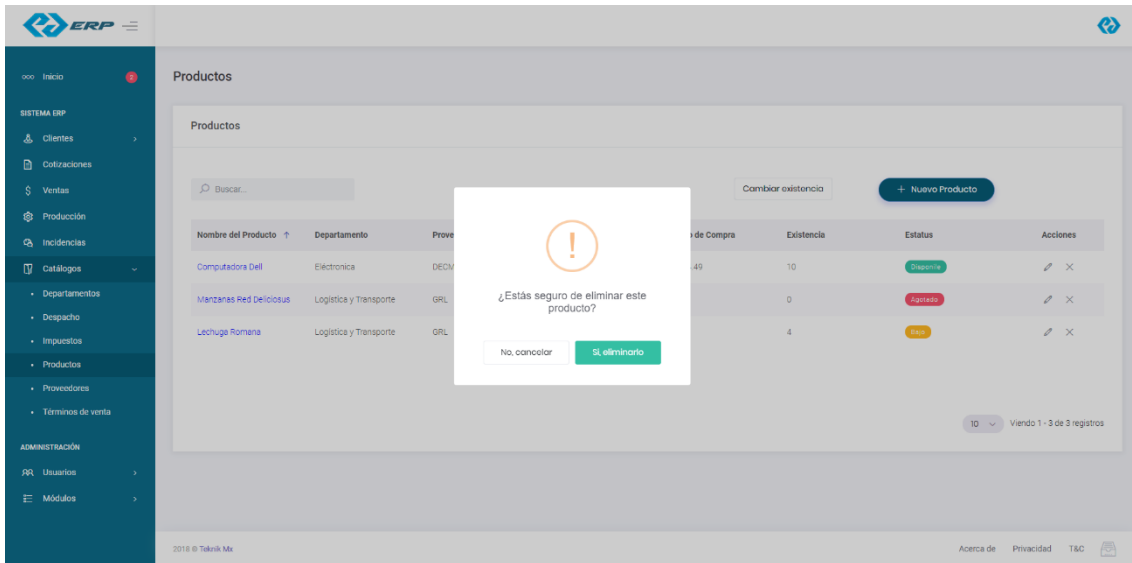 ERP
Inicio 2
Productos
SISTEMA ERP
Clientes
Cotizaciones
Ventas
Producción
Incidencias
Catálogos
Departamentos
Despacho
Impuestos
Productos
Proveedores
Términos de venta
ADMINISTRACIÓN
Usuarios
Módulos
Productos
Buscar...
Cambiar existencia
+ Nuevo Producto
Nombre del Producto Departamento Prove de Compra Existencia Estatus Acciones
Computadora Dell Eléctronica DECM 49 10 Disponile
Manzanas Red Deliciosus Logística y Transporte GRL 0 Agotado
Lechuga Romana Logística y Transporte GRL 4 Bajo
!
¿Estás seguro de eliminar este
producto?
No, cancelar Sí, eliminarlo
10 Viendo 1 - 3 de 3 registros
2018 © Teknik Mx Acerca de Privacidad T&C